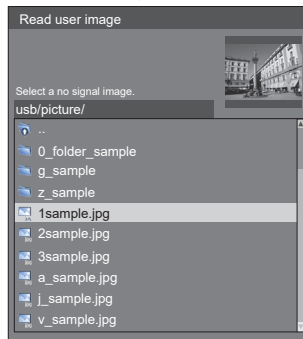 Read user image
Select a no signal image.
usb/picture/
..
0_folder_sample
g_sample
z_sample
1sample.jpg
2sample.jpg
3sample.jpg
a_sample.jpg
j_sample.jpg
v_sample.jpg